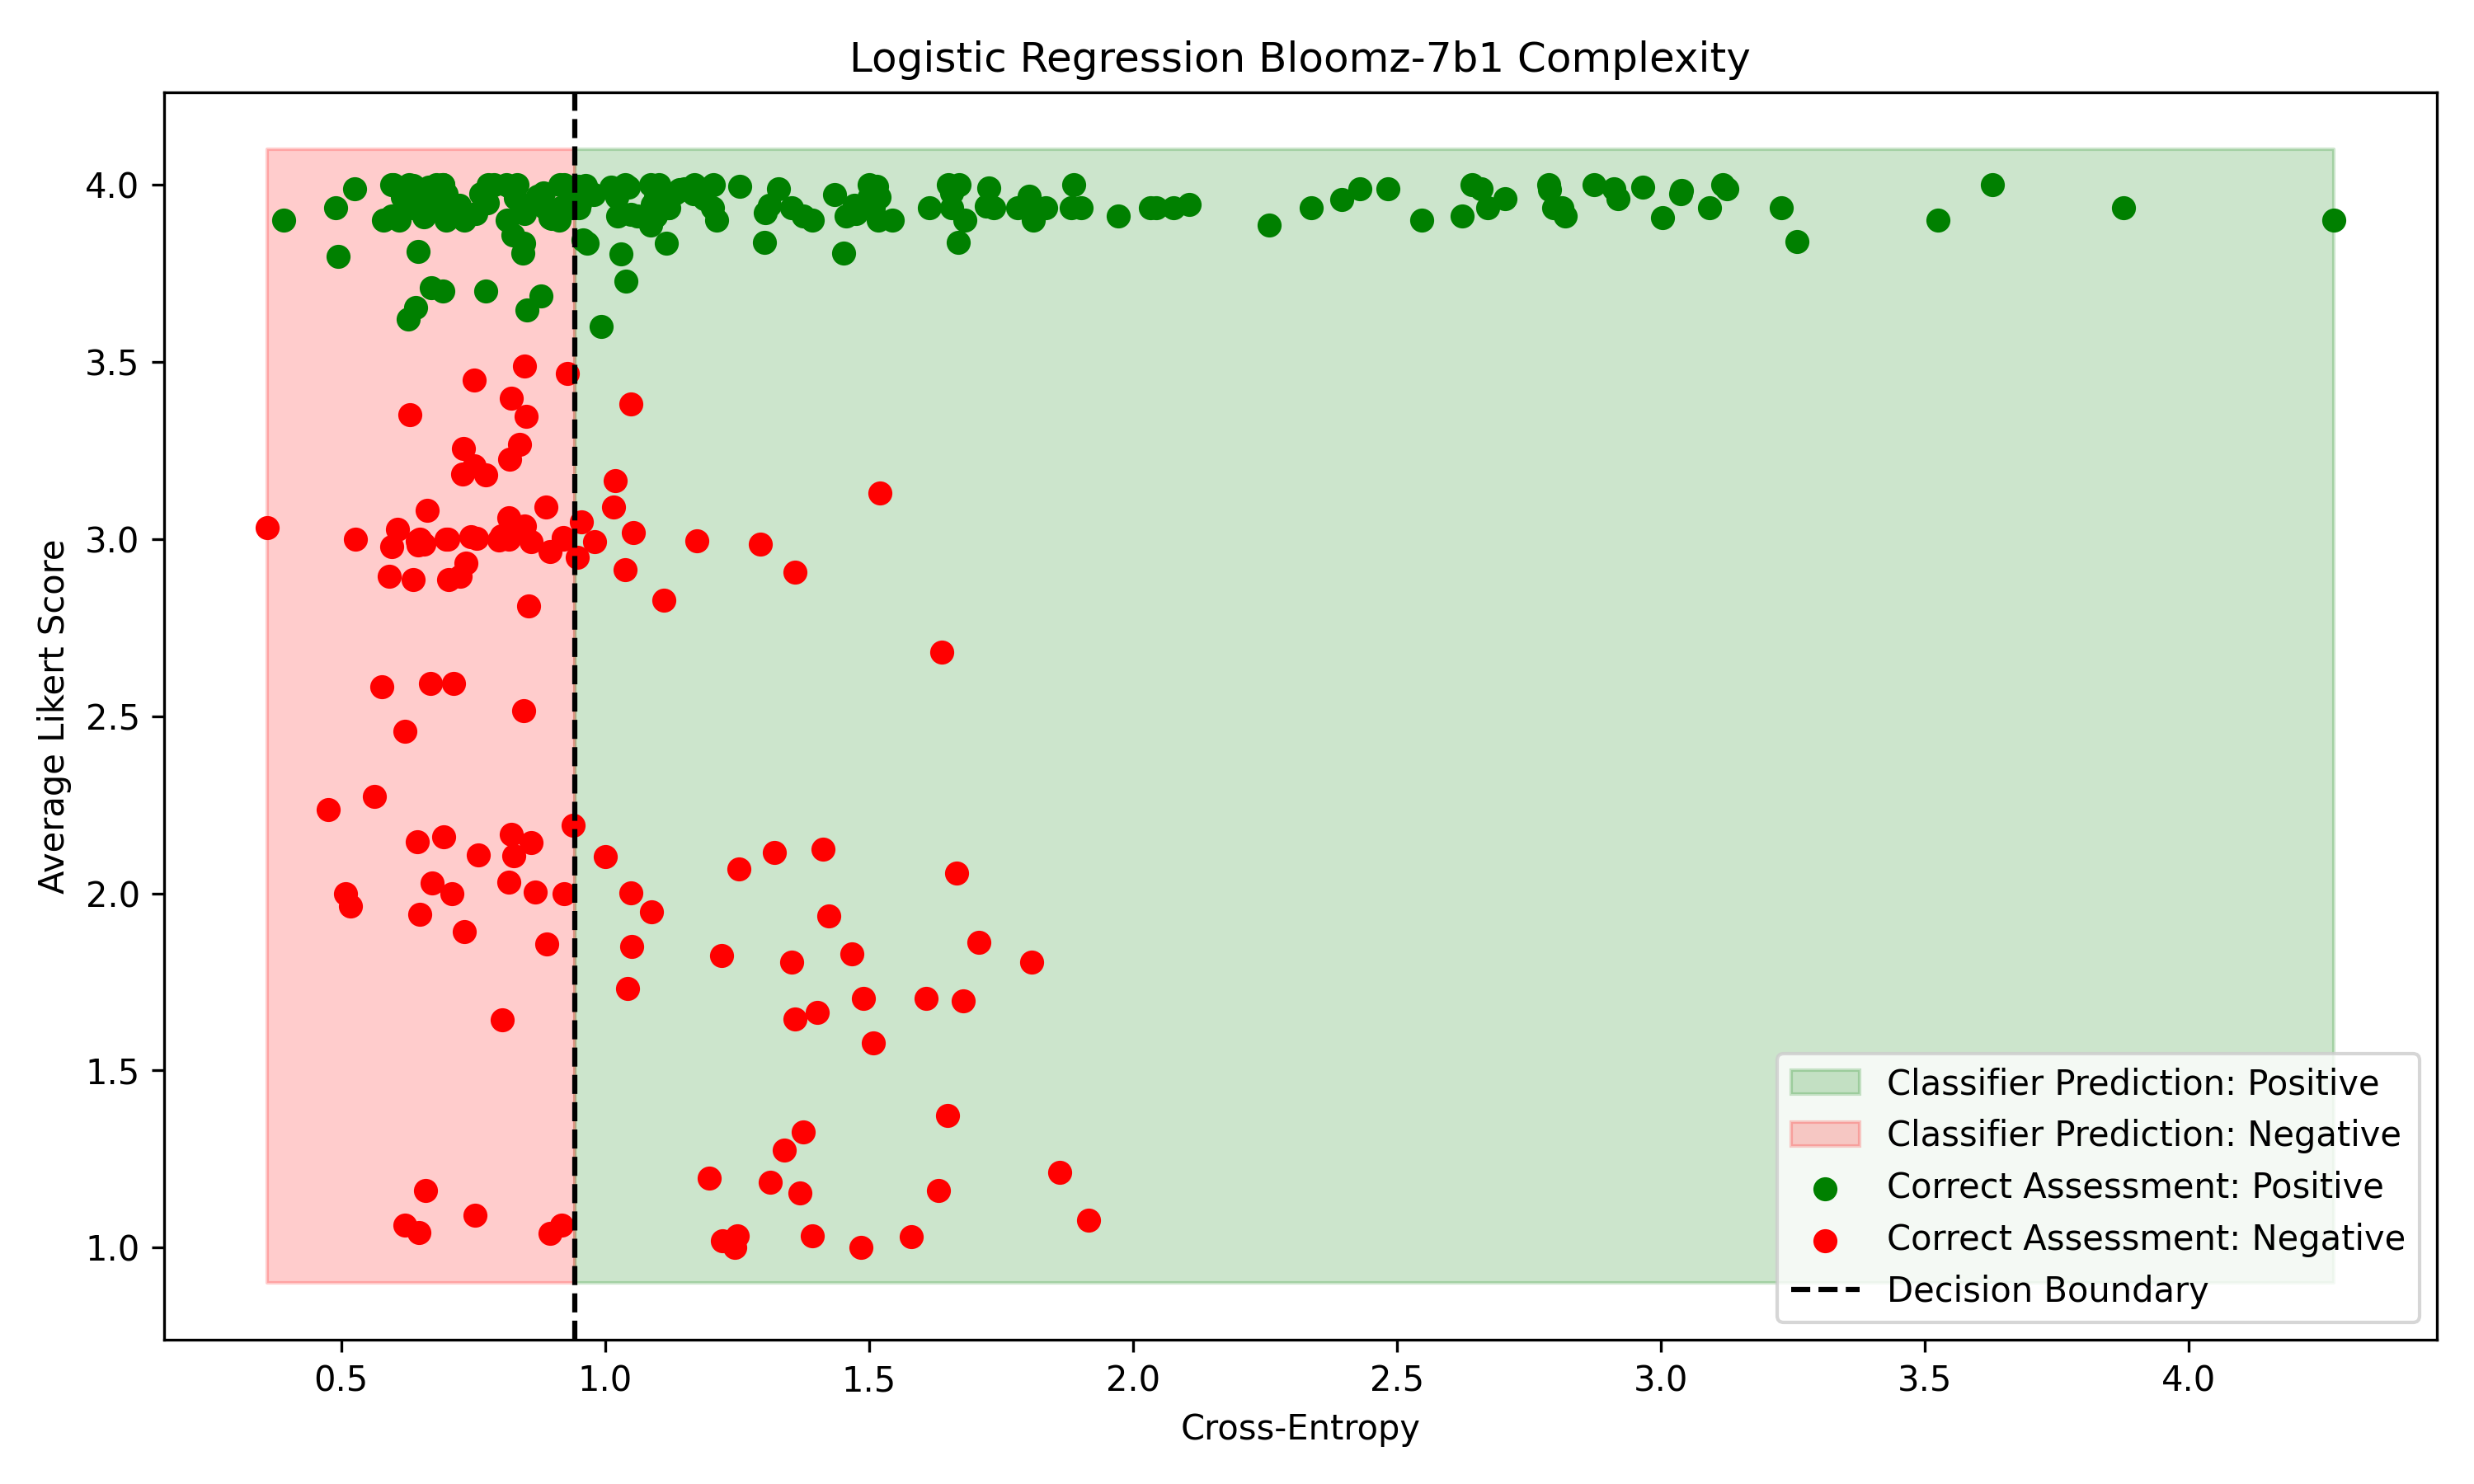 Logistic Regression Bloomz-7b1 Complexity
Average Likert Score
4.0
3.5
3.0
2.5
2.0
1.5
1.0
Classifier Prediction: Positive
Classifier Prediction: Negative
Correct Assessment: Positive
Correct Assessment: Negative
Decision Boundary
0.5 1.0 1.5 2.0 2.5 3.0 3.5 4.0
Cross-Entropy